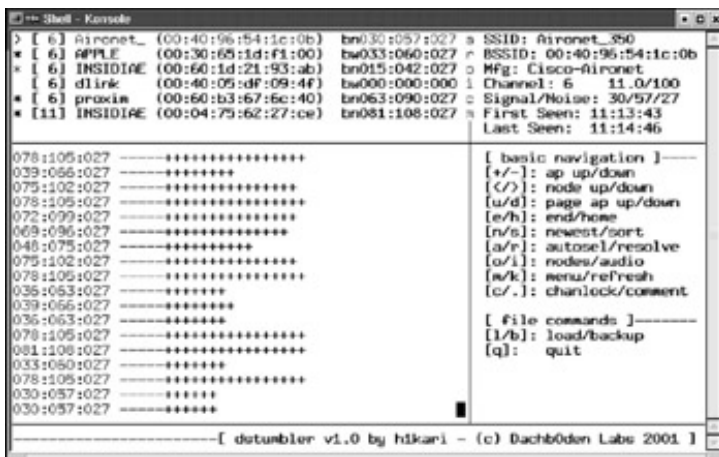 Shell - Konsole
> [ 6] Aironet_ (00:40:96:54:1c:0b) bn030:057:027 SSID: Aironet_350
* [ 6] APPLE (00:30:65:1d:f1:00) bw033:060:027 BSSID: 00:40:96:54:1c:0b
* [ 6] INSIDIAE (00:60:1d:21:93:ab) bn015:042:027 Mfg: Cisco-Aironet
[ 6] dlink (00:40:05:df:09:4f) bw000:000:000 Channel: 6 11.0/100
* [ 6] proxim (00:60:b3:67:6c:40) bn063:090:027 Signal/Noise: 30/57/27
* [11] INSIDIAE (00:04:75:62:27:ce) bn081:108:027 First Seen: 11:13:43
Last Seen: 11:14:46
078:105:027 -----+++++++++++++++++
039:066:027 -----++++++++
075:102:027 -----++++++++++++++++
078:105:027 -----+++++++++++++++++
072:099:027 -----++++++++++++++++
069:096:027 -----+++++++++++++++
048:075:027 -----++++++++++
075:102:027 -----++++++++++++++++
078:105:027 -----+++++++++++++++++
036:063:027 -----+++++++
039:066:027 -----++++++++
036:063:027 -----+++++++
078:105:027 -----+++++++++++++++++
081:108:027 -----+++++++++++++++++
033:060:027 -----+++++++
078:105:027 -----+++++++++++++++++
030:057:027 -----++++++
030:057:027 -----++++++
[ basic navigation ]----
[+/-]: ap up/down
[</>]: node up/down
[u/d]: page ap up/down
[e/h]: end/home
[n/s]: newest/sort
[a/r]: autosel/resolve
[o/i]: nodes/audio
[m/k]: menu/refresh
[c/.]: chanlock/comment
[ file commands ]-------
[l/b]: load/backup
[q]: quit
[ dstumbler v1.0 by h1kari - (c) Dachb0den Labs 2001 ]